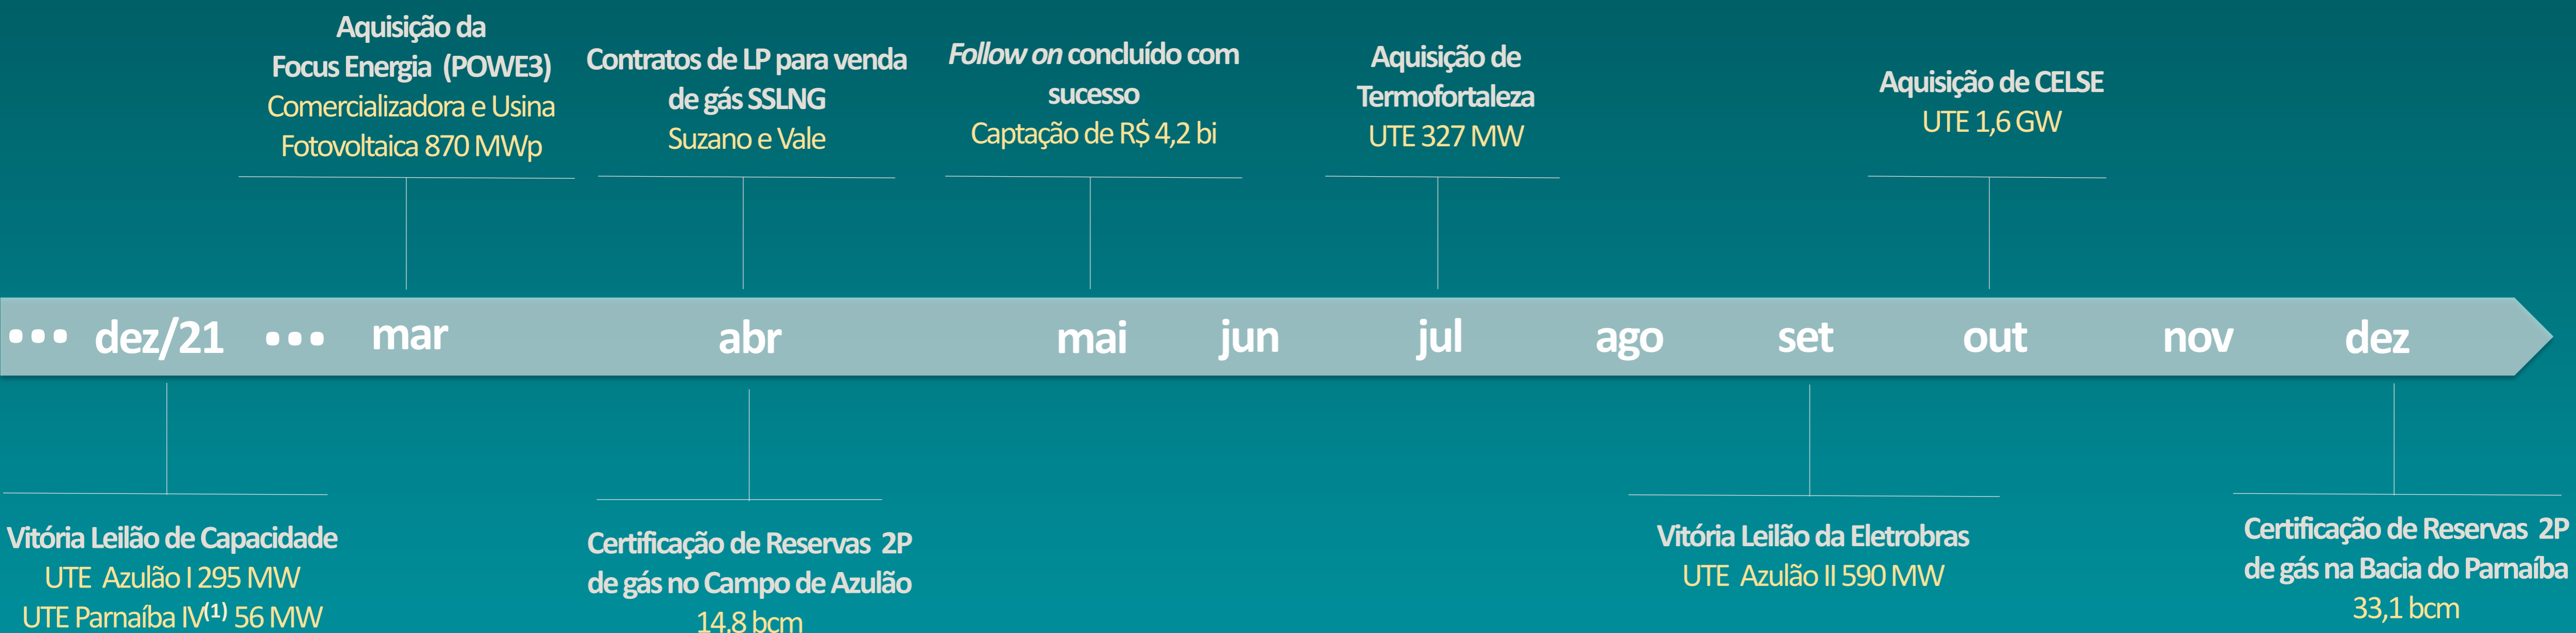 Aquisição da
Focus Energia (POWE3)
Comercializadora e Usina
Fotovoltaica 870 MWp
Contratos de LP para venda
de gás SSLNG
Suzano e Vale
Follow on concluído com
sucesso
Captação de R$ 4,2 bi
Aquisição de
Termofortaleza
UTE 327 MW
Aquisição de CELSE
UTE 1,6 GW
... dez/21 ... mar abr mai jun jul ago set out nov dez
Vitória Leilão de Capacidade
UTE Azulão I 295 MW
UTE Parnaíba IV(1) 56 MW
Certificação de Reservas 2P
de gás no Campo de Azulão
14,8 bcm
Vitória Leilão da Eletrobras
UTE Azulão II 590 MW
Certificação de Reservas 2P
de gás na Bacia do Parnaíba
33,1 bcm